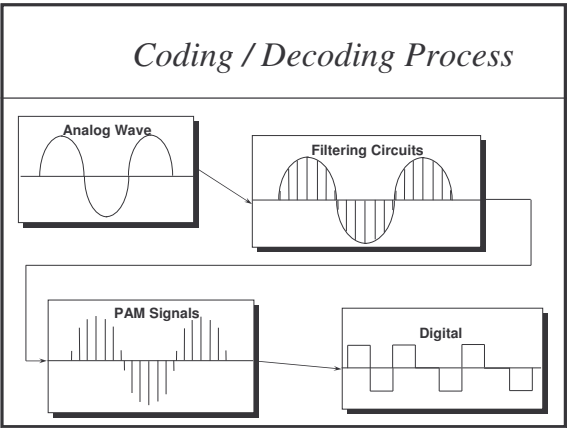 Coding / Decoding Process
Analog Wave
Filtering Circuits
PAM Signals
Digital